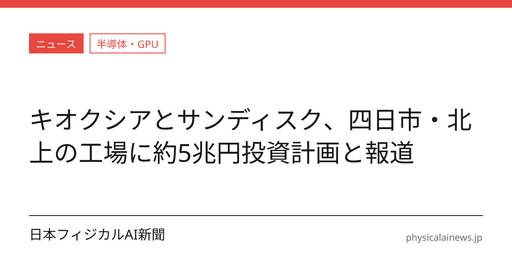 ニュース 半導体・GPU
キオクシアとサンディスク、四日市・北
上の工場に約5兆円投資計画と報道
日本フィジカルAI新聞 physicalainews.jp